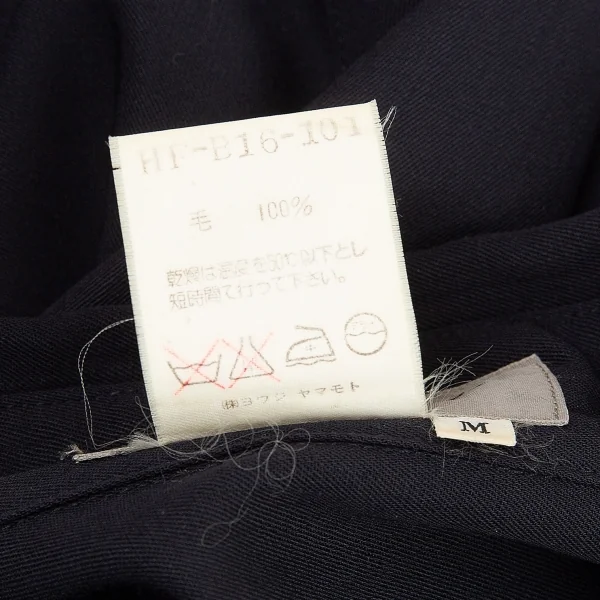 HF-B16-101
毛 100%
乾燥は温度を50℃以下とし
短時間で行って下さい。
㈱ヨウジ ヤマモト
M